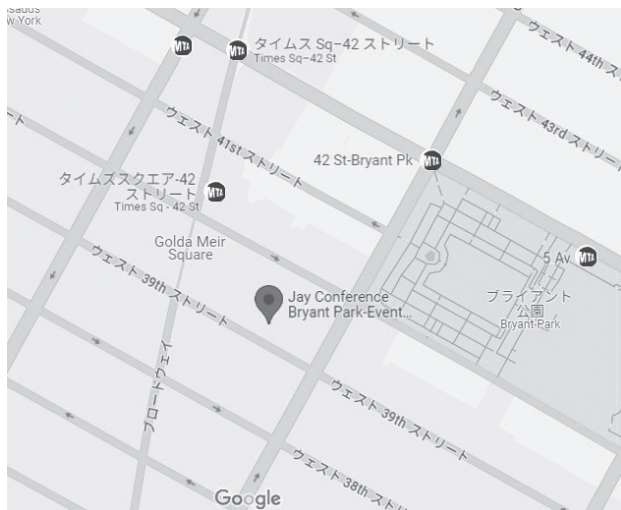 w York
タイムス Sq-42 ストリート
Times Sq-42 St
ウェスト 44th ス
ウェスト 43rd ストリー
ウェスト 41st ストリート
42 St-Bryant Pk
タイムズスクエア-42
ストリート
Times Sq - 42 St
Golda Meir
Square
5 Av
ブライアント
公園
Bryant Park
ウェスト 39th ストリート
Jay Conference
Bryant Park-Event...
ブロードウェイ
ウェスト 39th ストリート
ウェスト 38th ストリート
Google